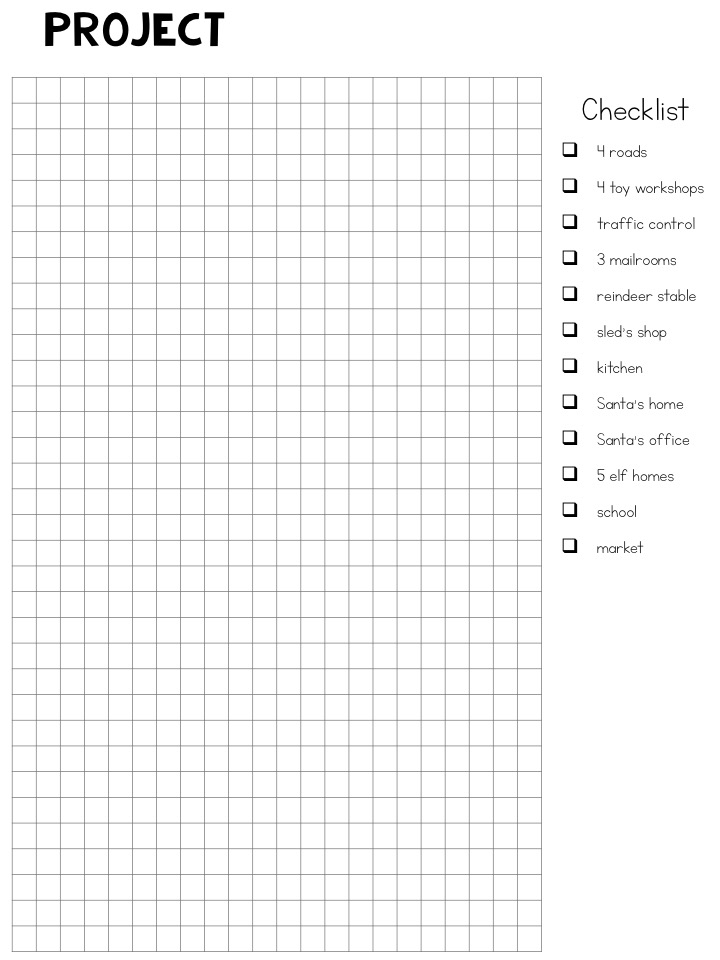 PROJECT
Checklist
4 roads
4 toy workshops
traffic control
3 mailrooms
reindeer stable
sled's shop
kitchen
Santa's home
Santa's office
5 elf homes
school
market